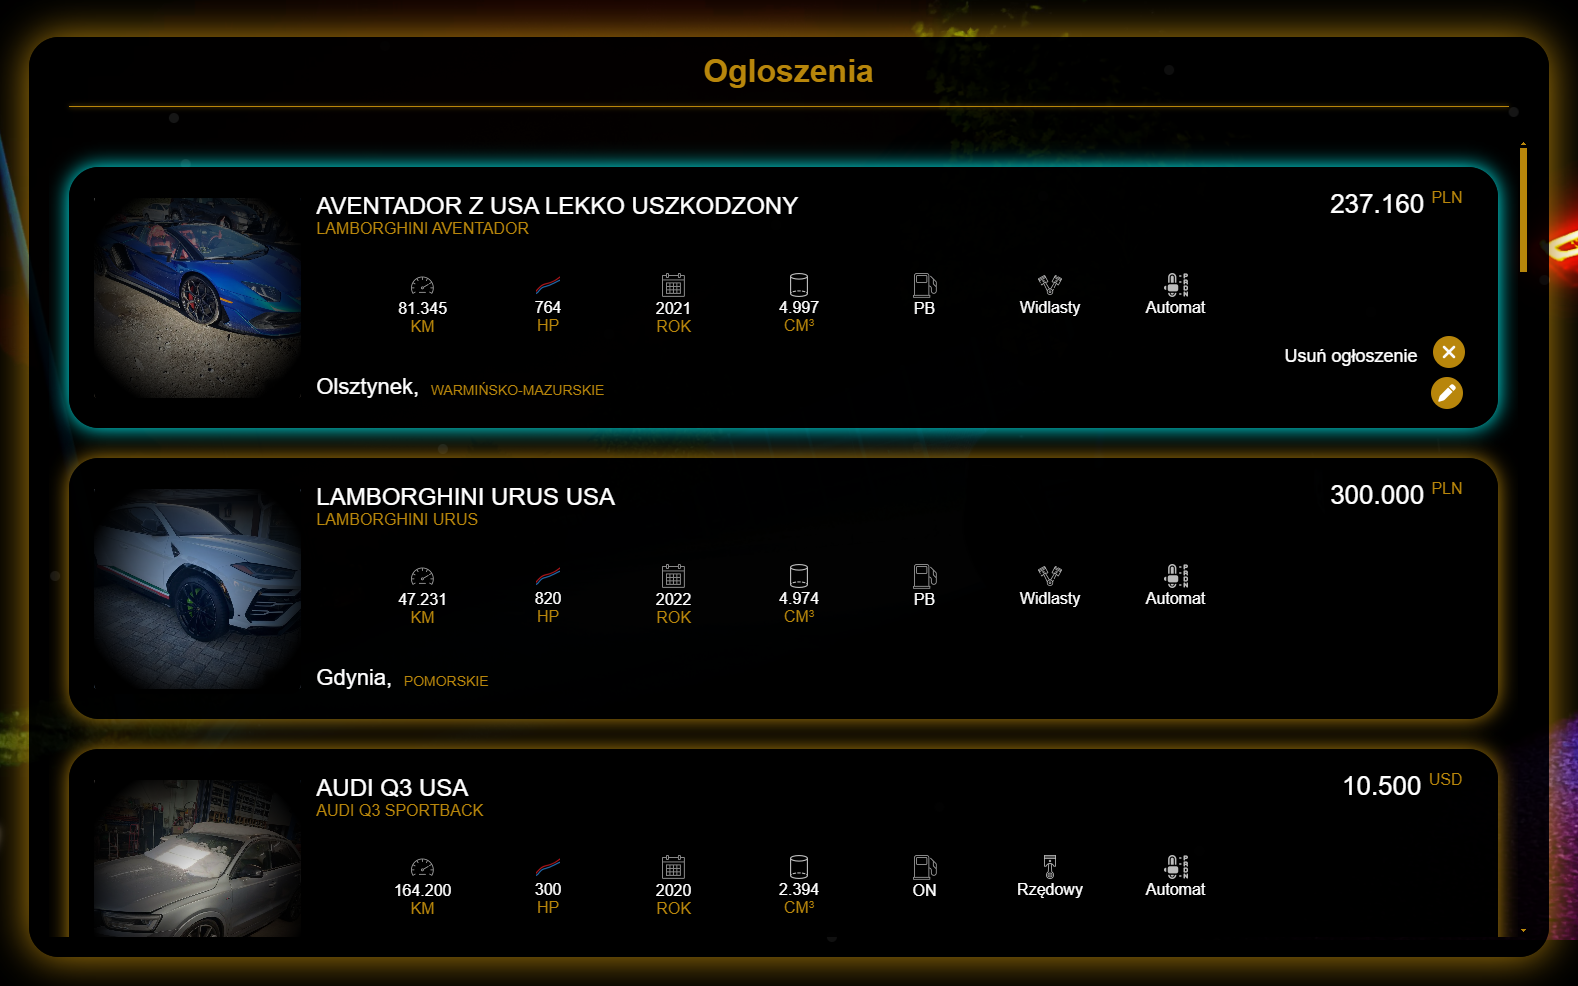 Ogloszenia
AVENTADOR Z USA LEKKO USZKODZONY
237.160 PLN
LAMBORGHINI AVENTADOR
81.345 764 2021 4.997 PB Widlasty Automat
KM HP ROK CM³
Usuń ogłoszenie
Olsztynek, WARMIŃSKO-MAZURSKIE
LAMBORGHINI URUS USA
300.000 PLN
LAMBORGHINI URUS
47.231 820 2022 4.974 PB Widlasty Automat
KM HP ROK CM³
Gdynia, POMORSKIE
AUDI Q3 USA
10.500 USD
AUDI Q3 SPORTBACK
164.200 300 2020 2.394 ON Rzędowy Automat
KM HP ROK CM³